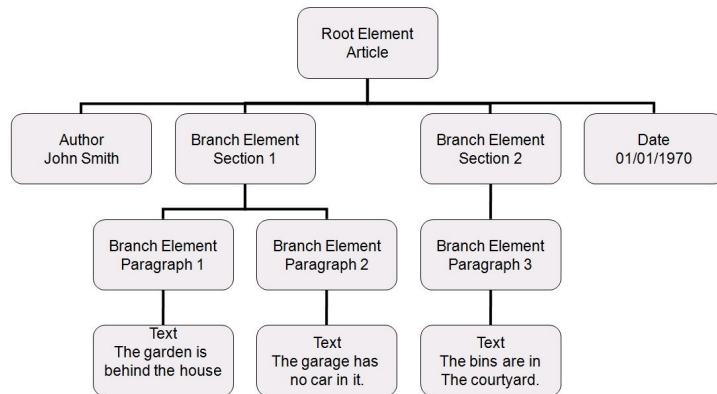 Root Element
Article
Author
John Smith
Branch Element
Section 1
Branch Element
Section 2
Date
01/01/1970
Branch Element
Paragraph 1
Branch Element
Paragraph 2
Branch Element
Paragraph 3
Text
The garden is
behind the house
Text
The garage has
no car in it.
Text
The bins are in
The courtyard.